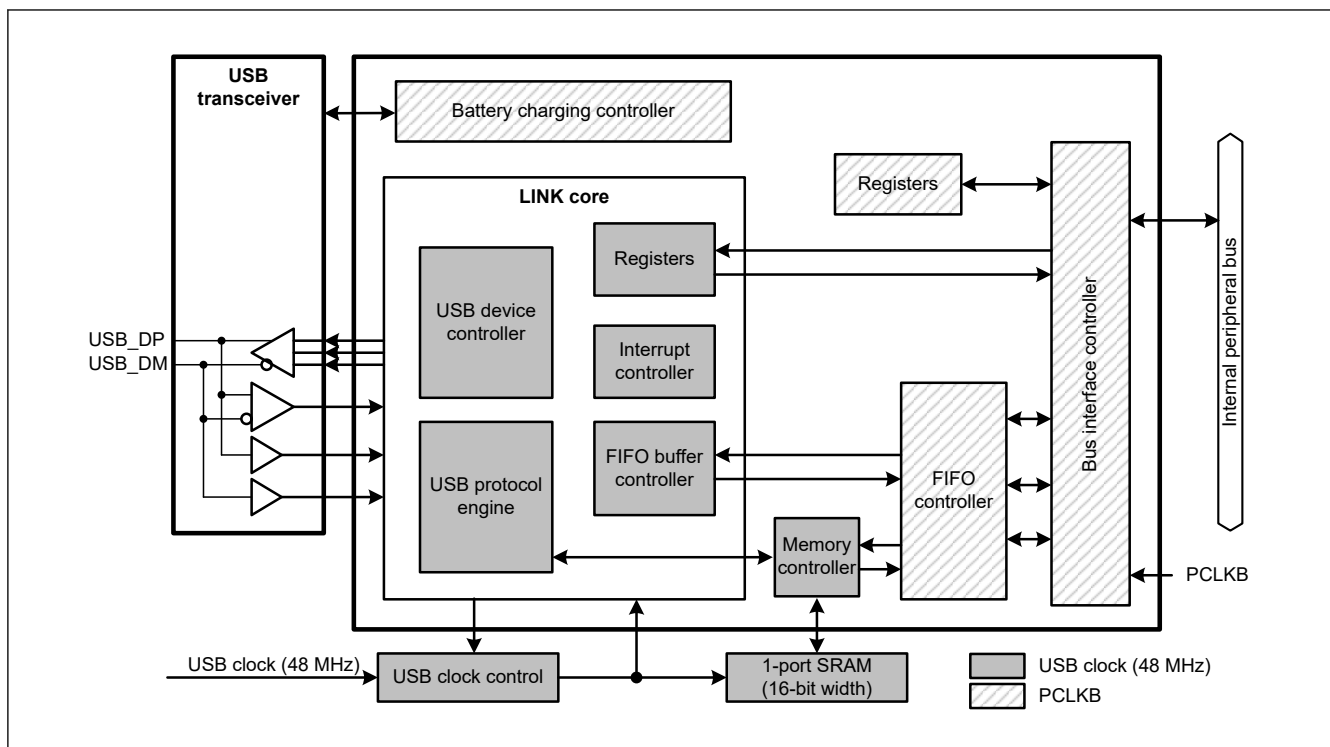 USB
transceiver
Battery charging controller
LINK core
Registers
Registers
USB device
controller
Interrupt
controller
USB_DP
USB_DM
USB protocol
engine
FIFO buffer
controller
FIFO
controller
Memory
controller
Bus interface controller
Internal peripheral bus
PCLKB
USB clock (48 MHz)
USB clock control
1-port SRAM
(16-bit width)
USB clock (48 MHz)
PCLKB